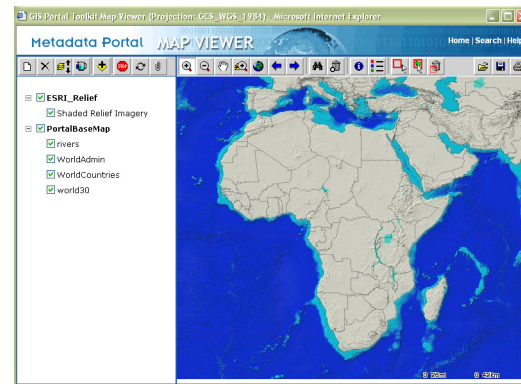 GIS Portal Toolkit Map Viewer (Projection: GCS_WGS_1984) - Microsoft Internet Explorer
Metadata Portal MAP VIEWER
Home | Search | Help
ESRI_Relief
Shaded Relief Imagery
PortalBaseMap
rivers
WorldAdmin
WorldCountries
world30